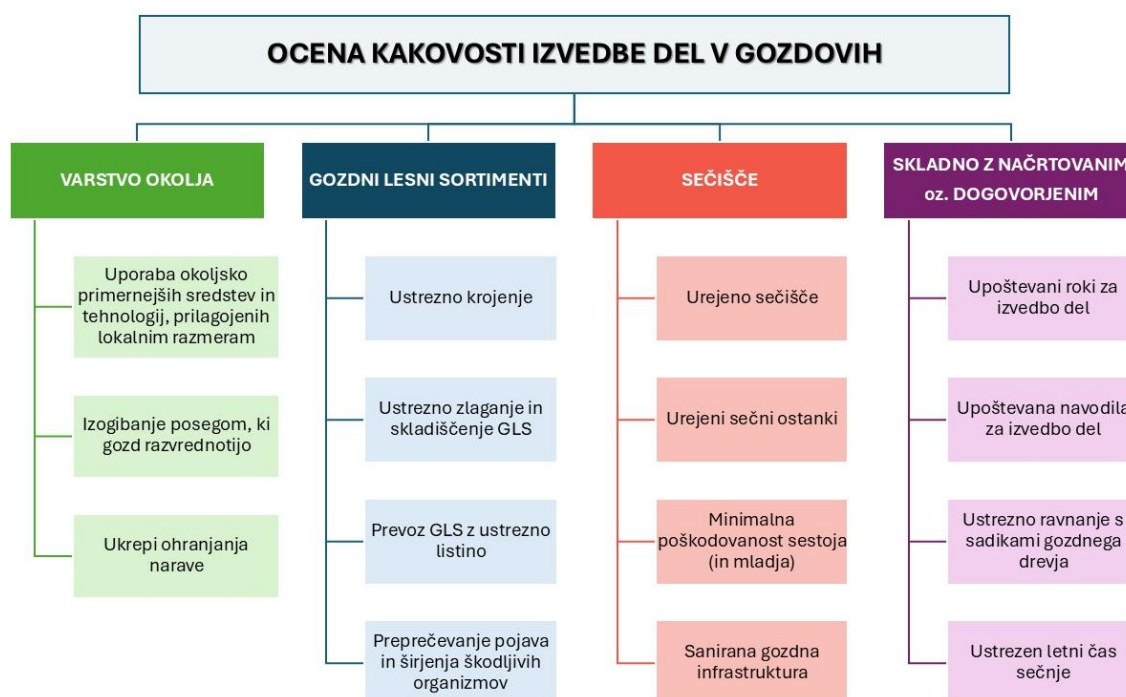 OCENA KAKOVOSTI IZVEDBE DEL V GOZDOVIH
VARSTVO OKOLJA
Uporaba okoljsko
primernejših sredstev in
tehnologij, prilagojenih
lokalnim razmeram
Izogibanje posegom, ki
gozd razvrednotijo
Ukrepi ohranjanja
narave
GOZDNI LESNI SORTIMENTI
Ustrezno krojenje
Ustrezno zlaganje in
skladiščenje GLS
Prevoz GLS z ustrezno
listino
Preprečevanje pojava
in širjenja škodljivih
organizmov
SEČIŠČE
Urejeno sečišče
Urejeni sečni ostanki
Minimalna
poškodovanost sestoja
(in mladja)
Sanirana gozdna
infrastruktura
SKLADNO Z NAČRTOVANIM
oz. DOGOVORJENIM
Upoštevani roki za
izvedbo del
Upoštevana navodila
za izvedbo del
Ustrezno ravnanje s
sadikami gozdnega
drevja
Ustrezen letni čas
sečnje